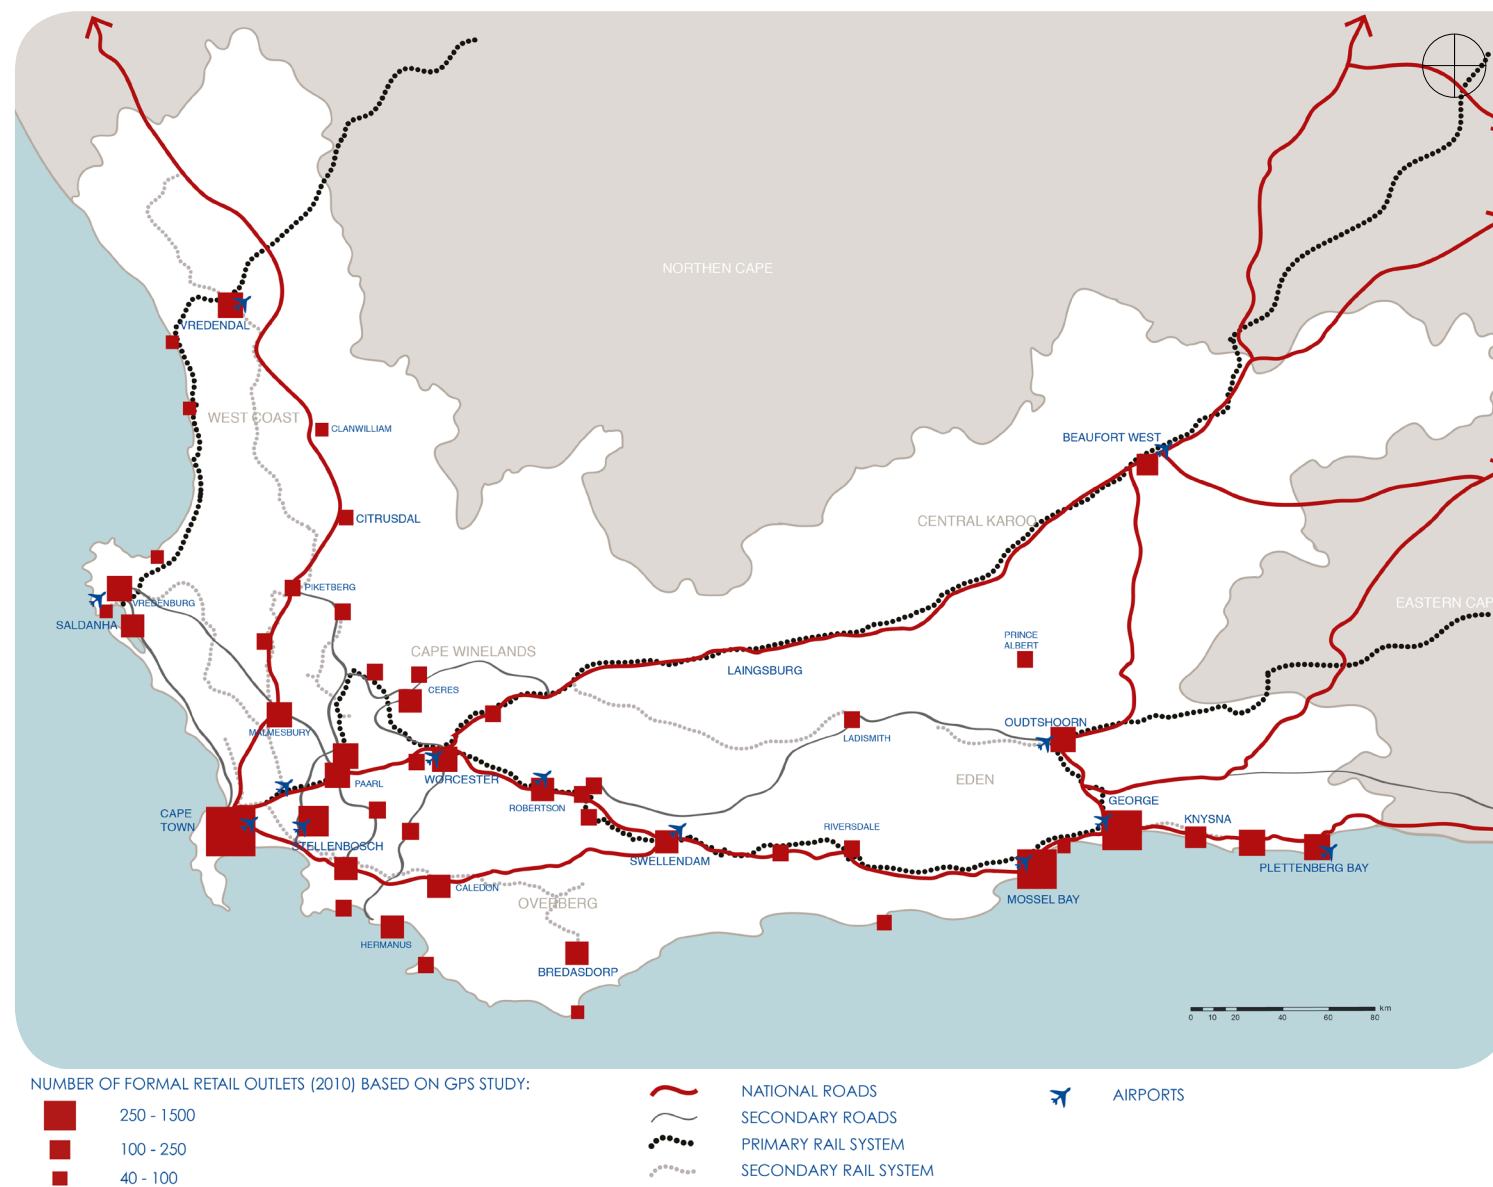 NORTHEN CAPE
VREDENDAL
WEST COAST
CLANWILLIAM
BEAUFORT WEST
CITRUSDAL
CENTRAL KAROO
PIKETBERG
VREDENBURG
EASTERN CAP
SALDANHA
PRINCE
ALBERT
CAPE WINELANDS
LAINGSBURG
CERES
OUDTSHOORN
MALMESBURY
LADISMITH
WORCESTER
EDEN
PAARL
ROBERTSON
GEORGE
CAPE
TOWN
KNYSNA
RIVERSDALE
STELLENBOSCH
SWELLENDAM
PLETTENBERG BAY
CALEDON
OVERBERG
MOSSEL BAY
HERMANUS
BREDASDORP
km
0 10 20 40 60 80
NUMBER OF FORMAL RETAIL OUTLETS (2010) BASED ON GPS STUDY:
250 - 1500
100 - 250
40 - 100
NATIONAL ROADS
SECONDARY ROADS
PRIMARY RAIL SYSTEM
SECONDARY RAIL SYSTEM
AIRPORTS